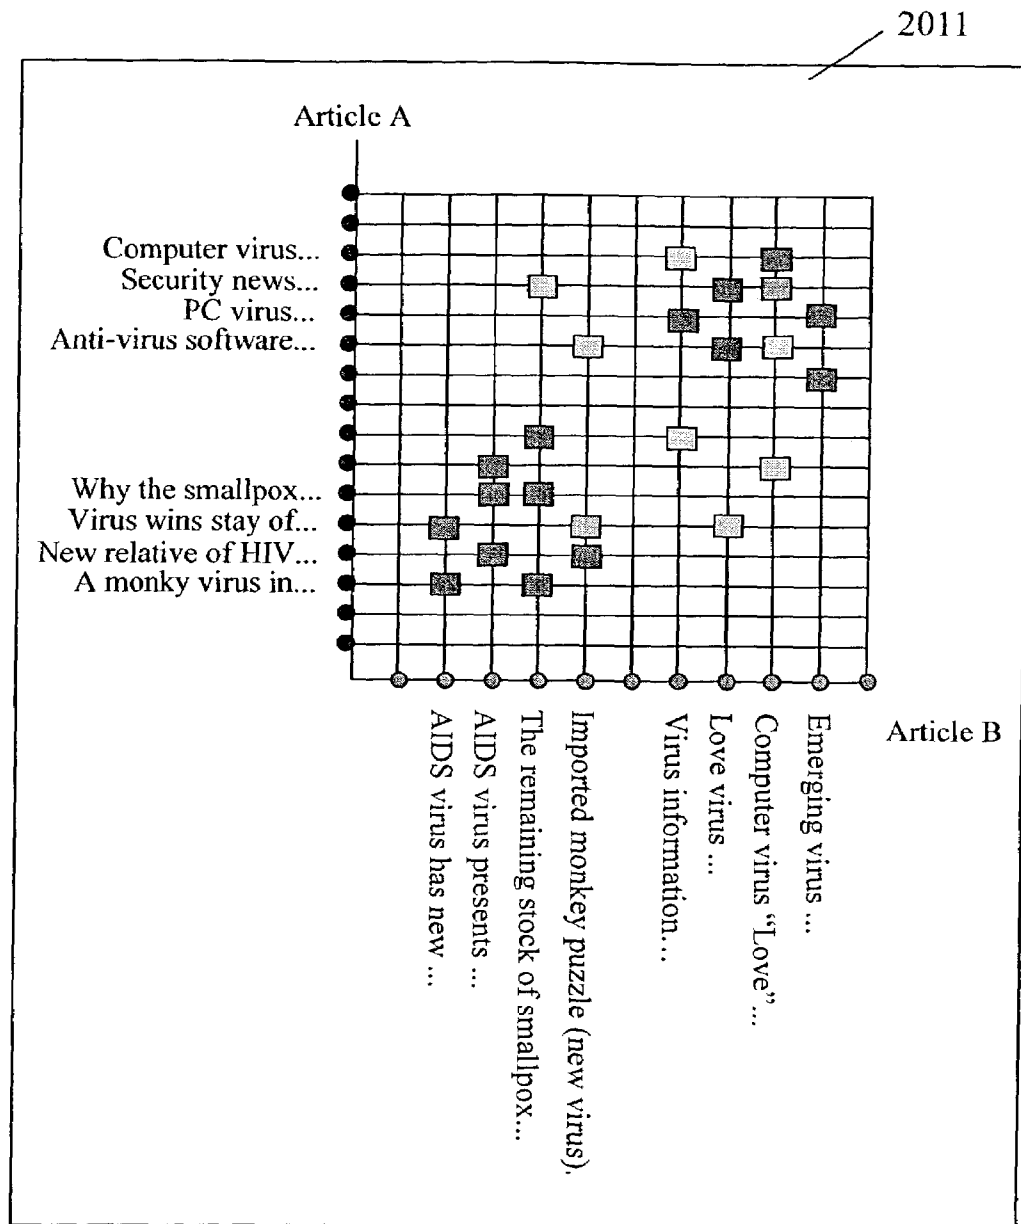 2011
Article A
Computer virus...
Security news...
PC virus...
Anti-virus software...
Why the smallpox...
Virus wins stay of...
New relative of HIV...
A monky virus in...
AIDS virus has new ...
AIDS virus presents ...
The remaining stock of smallpox...
Imported monkey puzzle (new virus).
Virus information...
Love virus ...
Computer virus “Love” ...
Emerging virus ...
Article B